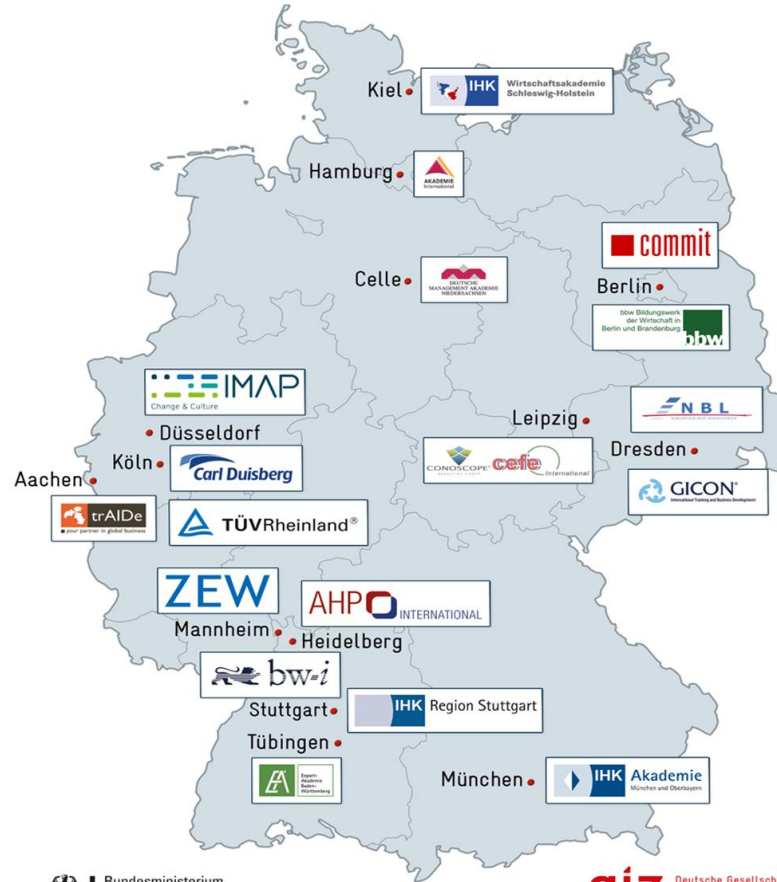 Kiel
IHK Wirtschaftsakademie
Schleswig-Holstein
Hamburg
AKADEMIE
International
commit
Celle
DEUTSCHE
MANAGEMENT AKADEMIE
NIEDERSACHSEN
Berlin
bbw Bildungswerk
der Wirtschaft in
Berlin und Brandenburg
bbw
IMAP
Change & Culture
NBL
Düsseldorf
Leipzig
Dresden
Köln
Carl Duisberg
CONOSCOPE
cefe
International
Aachen
GICON®
International Training and Business Development
trAIDe
your partner in global business
TÜVRheinland®
ZEW
AHP
INTERNATIONAL
Mannheim
Heidelberg
bw-i
Stuttgart
IHK Region Stuttgart
Tübingen
Export-
Akademie
Baden-
Württemberg
München
IHK Akademie
München und Oberbayern
Bundesministerium
giz Deutsche Gesellsch